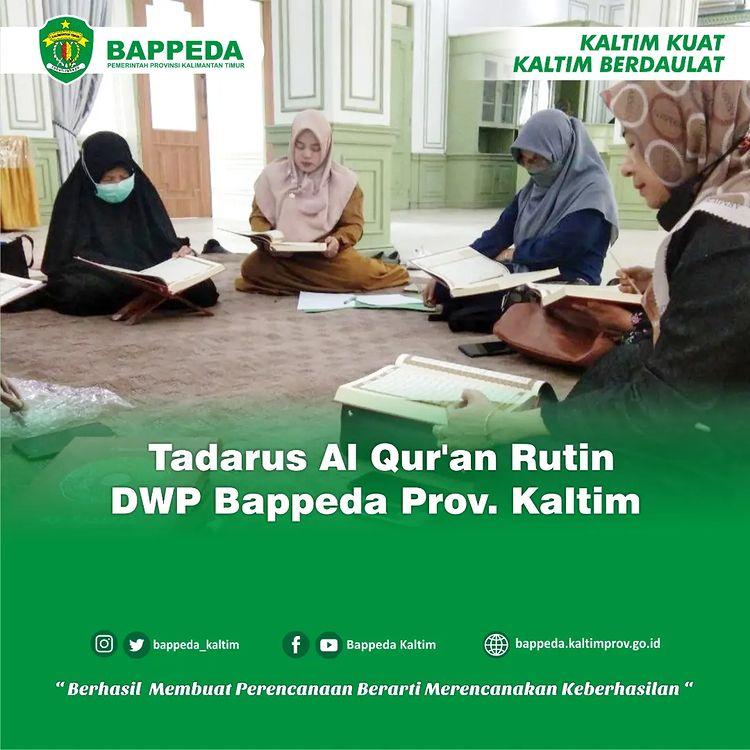 BAPPEDA
PEMERINTAH PROVINSI KALIMANTAN TIMUR
KALTIM KUAT
KALTIM BERDAULAT
Tadarus Al Qur'an Rutin
DWP Bappeda Prov. Kaltim
bappeda_kaltim
Bappeda Kaltim
bappeda.kaltimprov.go.id
“ Berhasil Membuat Perencanaan Berarti Merencanakan Keberhasilan “